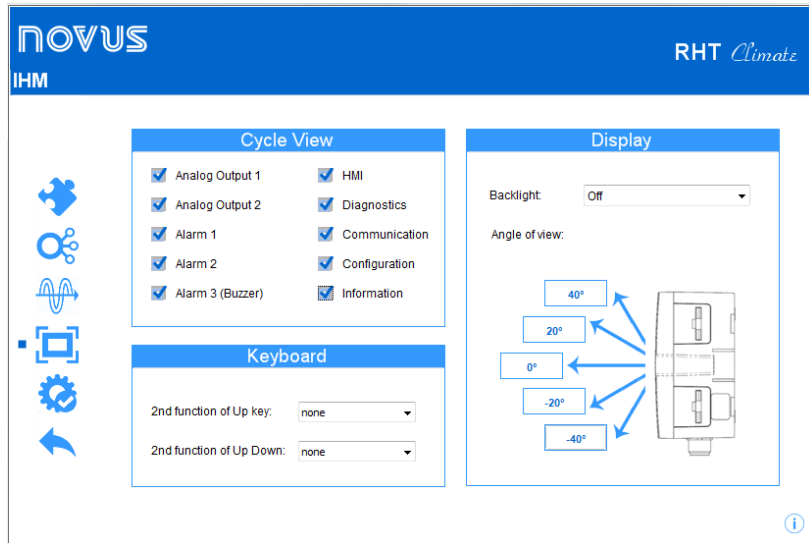 NOVUS
RHT Climate
IHM
Cycle View
Analog Output 1
HMI
Analog Output 2
Diagnostics
Alarm 1
Communication
Alarm 2
Configuration
Alarm 3 (Buzzer)
Information
Keyboard
2nd function of Up key: none
2nd function of Up Down: none
Display
Backlight: Off
Angle of view:
40°
20°
0°
-20°
-40°
i